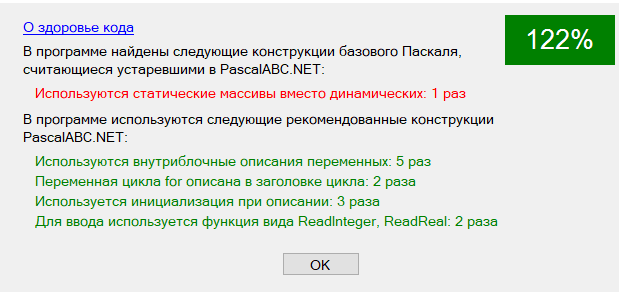 О здоровье кода
122%
В программе найдены следующие конструкции базового Паскаля,
считающиеся устаревшими в PascalABC.NET:
Используются статические массивы вместо динамических: 1 раз
В программе используются следующие рекомендованные конструкции
PascalABC.NET:
Используются внутриблочные описания переменных: 5 раз
Переменная цикла for описана в заголовке цикла: 2 раза
Используется инициализация при описании: 3 раза
Для ввода используется функция вида ReadInteger, ReadReal: 2 раза
OK